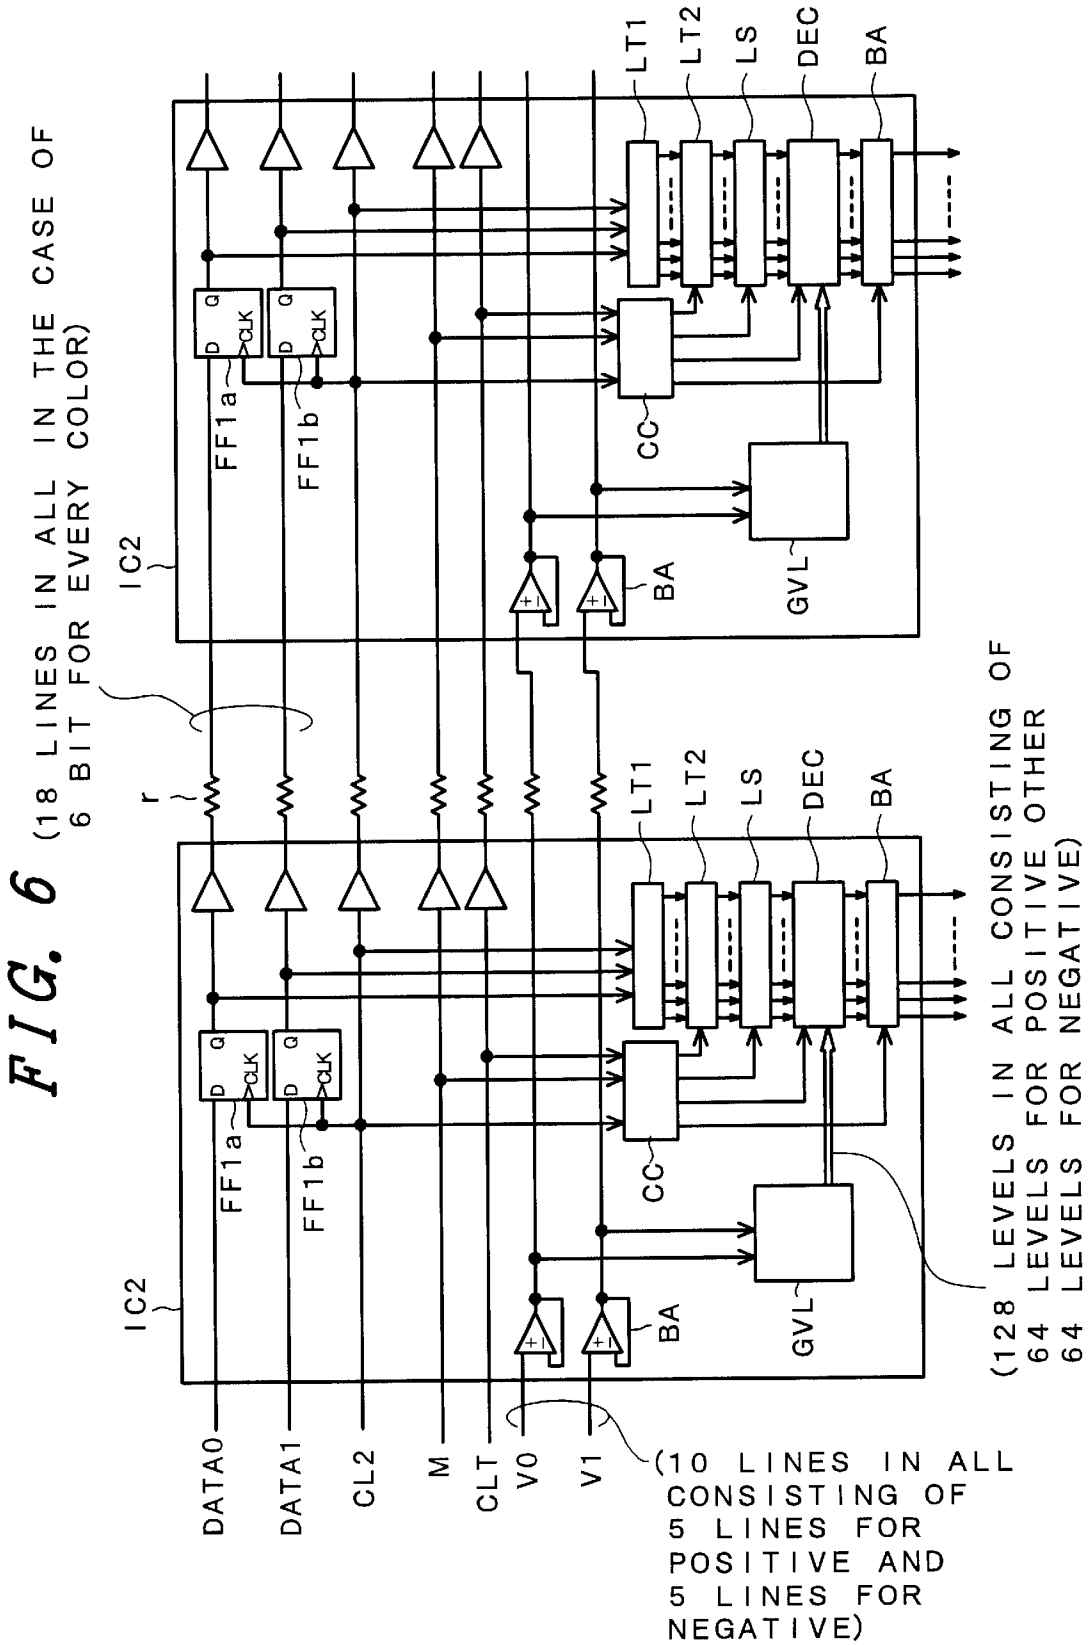 FIG. 6
(18 LINES IN ALL IN THE CASE OF
6 BIT FOR EVERY COLOR)
IC2
r
IC2
DATA0
D
Q
CLK
FF1a
D
Q
CLK
FF1a
DATA1
D
Q
CLK
FF1b
D
Q
CLK
FF1b
CL2
M
CLT
V0
+
−
+
−
V1
+
−
BA
+
−
BA
CC
LT1
CC
LT1
LT2
LT2
LS
LS
GVL
DEC
GVL
DEC
BA
BA
(10 LINES IN ALL
CONSISTING OF
5 LINES FOR
POSITIVE AND
5 LINES FOR
NEGATIVE)
(128 LEVELS IN ALL CONSISTING OF
64 LEVELS FOR POSITIVE OTHER
64 LEVELS FOR NEGATIVE)